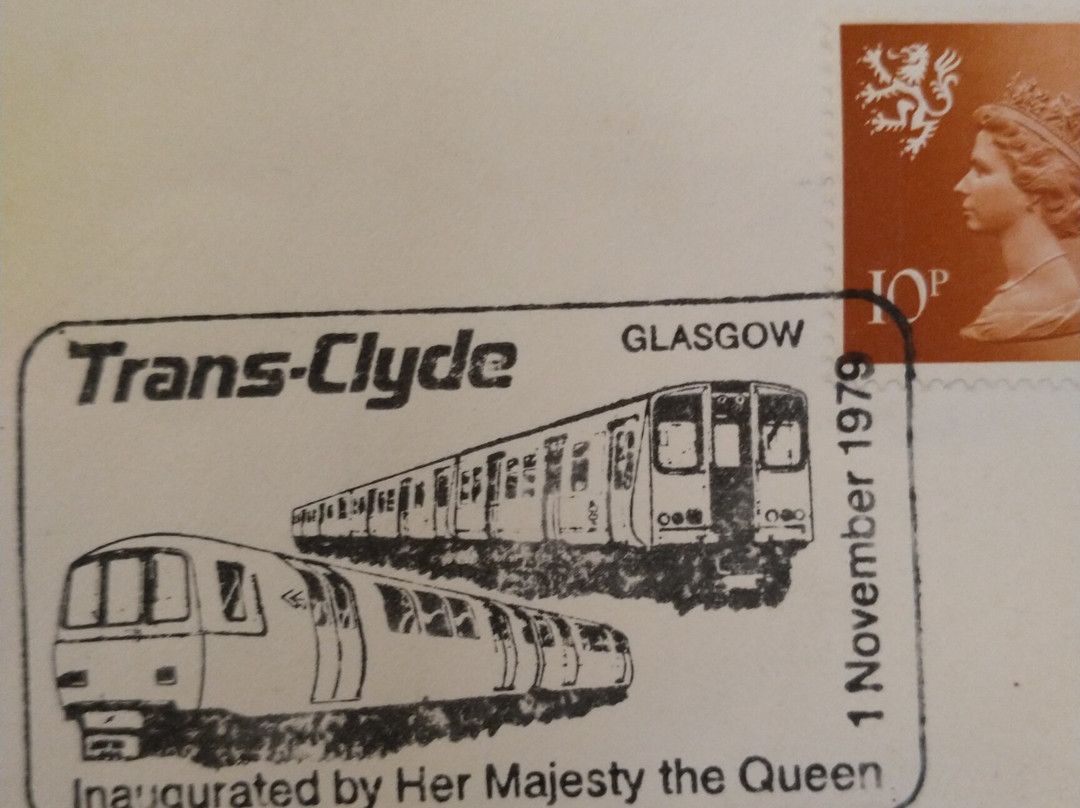 10P
Trans-Clyde
GLASGOW
1 November 1979
Inaugurated by Her Majesty the Queen